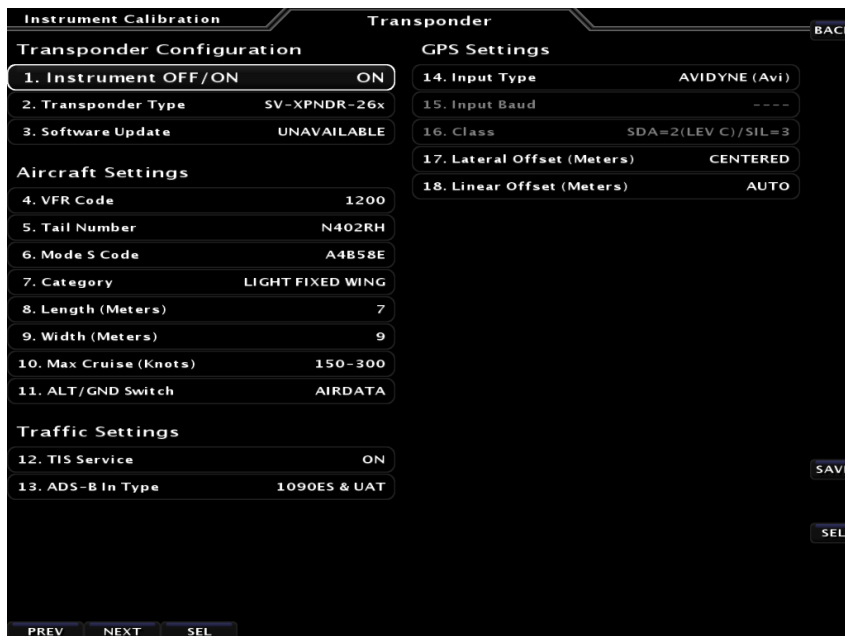 Instrument Calibration
Transponder
BAC
Transponder Configuration
1. Instrument OFF/ON ON
2. Transponder Type SV-XPNDR-26x
3. Software Update UNAVAILABLE
Aircraft Settings
4. VFR Code 1200
5. Tail Number N402RH
6. Mode S Code A4B58E
7. Category LIGHT FIXED WING
8. Length (Meters) 7
9. Width (Meters) 9
10. Max Cruise (Knots) 150-300
11. ALT/GND Switch AIRDATA
Traffic Settings
12. TIS Service ON
13. ADS-B In Type 1090ES & UAT
GPS Settings
14. Input Type AVIDYNE (Avi)
15. Input Baud ----
16. Class SDA=2(LEV C)/SIL=3
17. Lateral Offset (Meters) CENTERED
18. Linear Offset (Meters) AUTO
SAV
SEL
PREV NEXT SEL